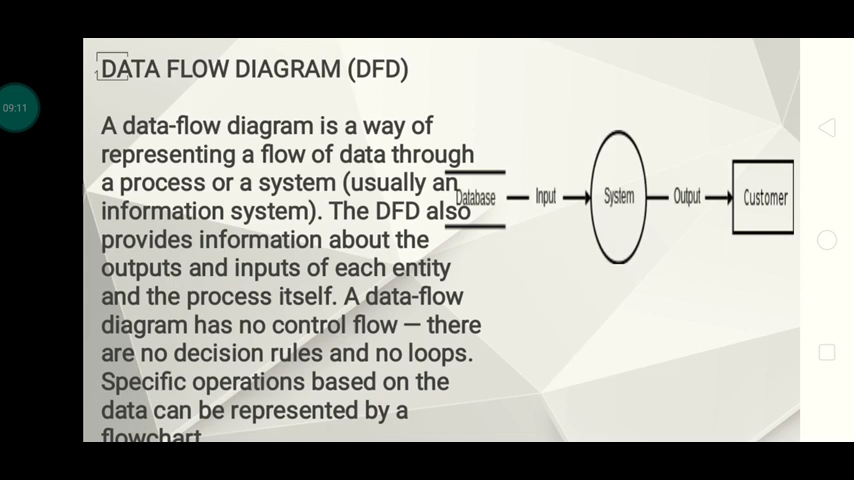 09:11
DATA FLOW DIAGRAM (DFD)
A data-flow diagram is a way of
representing a flow of data through
a process or a system (usually an
information system). The DFD also
provides information about the
outputs and inputs of each entity
and the process itself. A data-flow
diagram has no control flow — there
are no decision rules and no loops.
Specific operations based on the
data can be represented by a
flowchart
Database Input System Output Customer